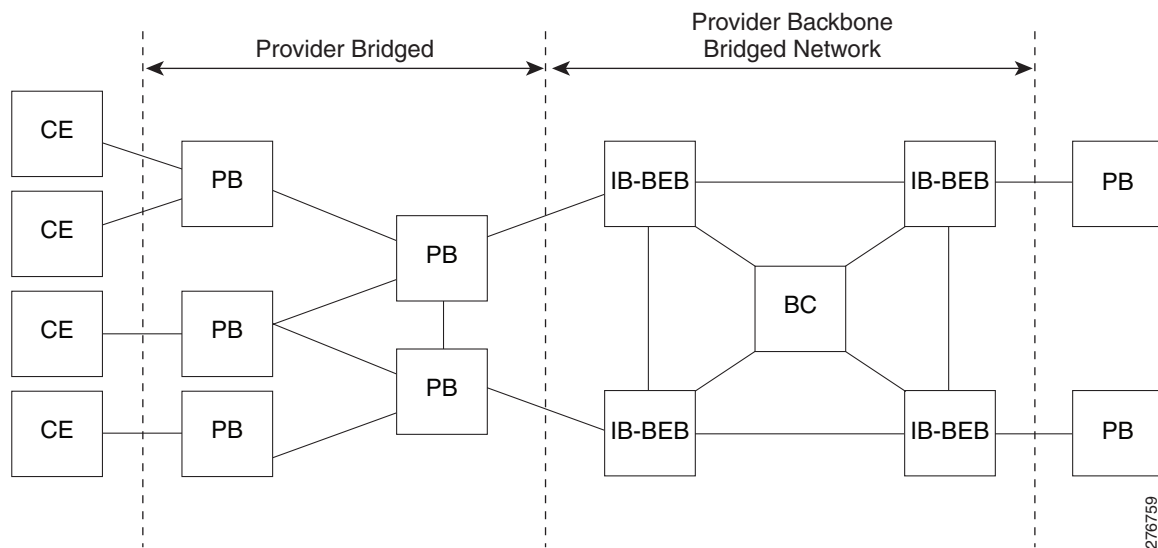 Provider Bridged
Provider Backbone
Bridged Network
CE
PB
IB-BEB
IB-BEB
PB
CE
PB
BC
CE
PB
PB
CE
PB
IB-BEB
IB-BEB
PB
276759